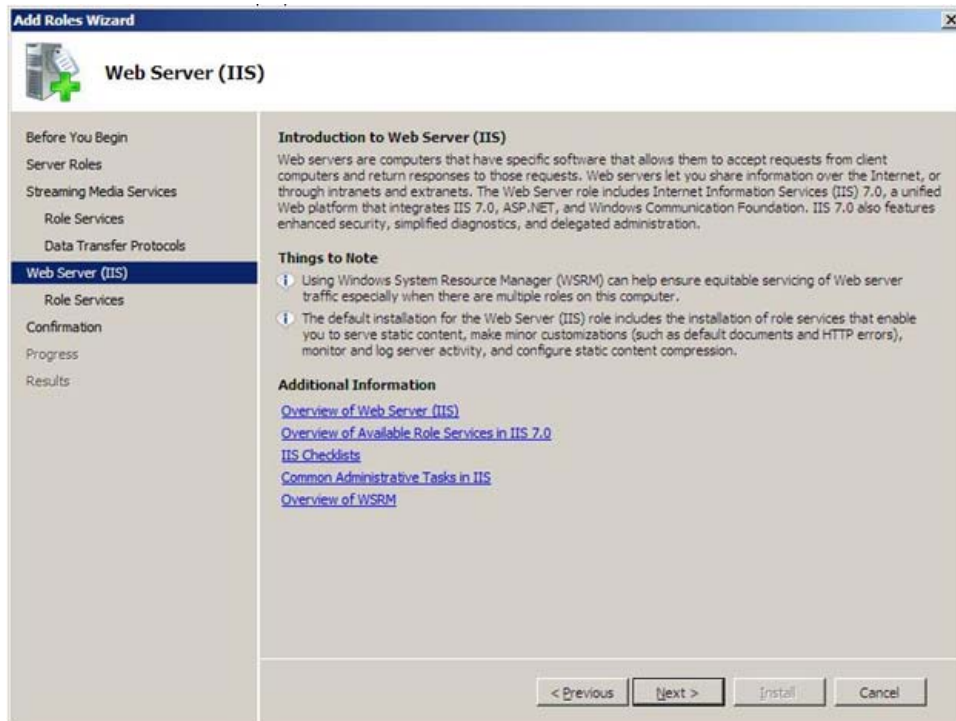 Add Roles Wizard
Web Server (IIS)
Before You Begin
Server Roles
Streaming Media Services
Role Services
Data Transfer Protocols
Web Server (IIS)
Role Services
Confirmation
Progress
Results
Introduction to Web Server (IIS)
Web servers are computers that have specific software that allows them to accept requests from client
computers and return responses to those requests. Web servers let you share information over the Internet, or
through intranets and extranets. The Web Server role includes Internet Information Services (IIS) 7.0, a unified
Web platform that integrates IIS 7.0, ASP.NET, and Windows Communication Foundation. IIS 7.0 also features
enhanced security, simplified diagnostics, and delegated administration.
Things to Note
Using Windows System Resource Manager (WSRM) can help ensure equitable servicing of Web server
traffic especially when there are multiple roles on this computer.
The default installation for the Web Server (IIS) role includes the installation of role services that enable
you to serve static content, make minor customizations (such as default documents and HTTP errors),
monitor and log server activity, and configure static content compression.
Additional Information
Overview of Web Server (IIS)
Overview of Available Role Services in IIS 7.0
IIS Checklists
Common Administrative Tasks in IIS
Overview of WSRM
< Previous
Next >
Install
Cancel